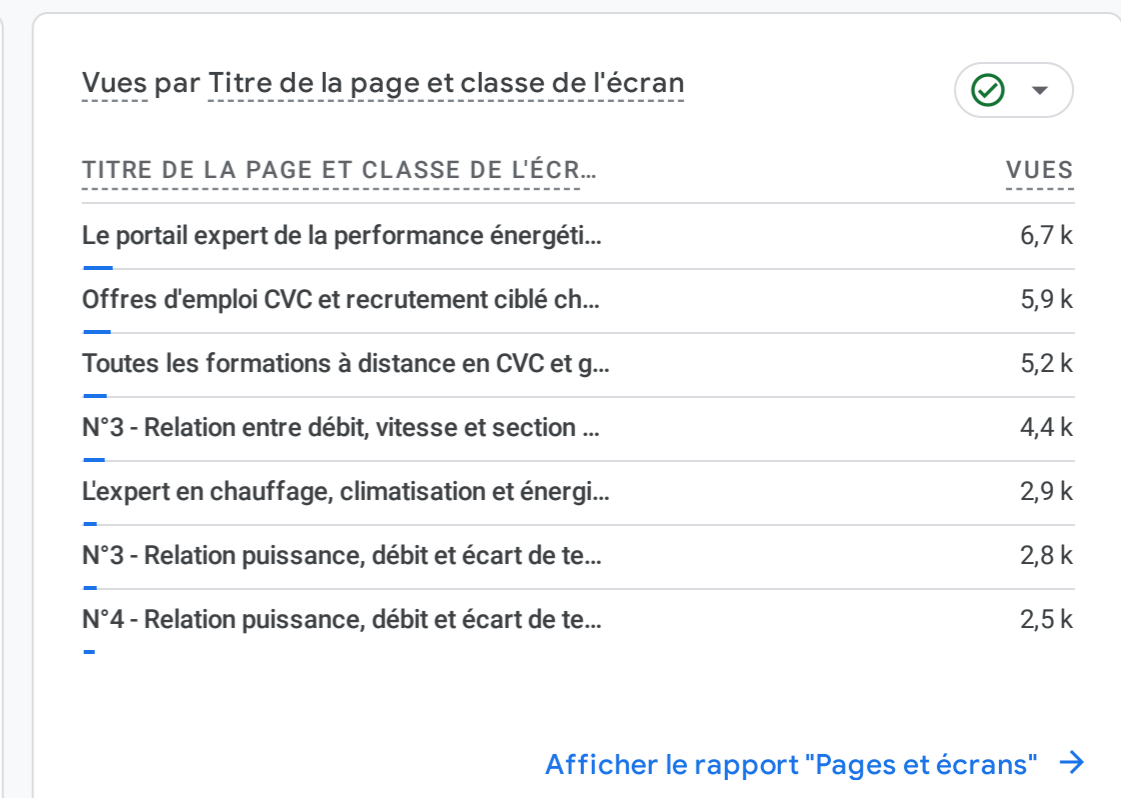 Vues par Titre de la page et classe de l'écran
TITRE DE LA PAGE ET CLASSE DE L'ÉCR… VUES
Le portail expert de la performance énergéti... 6,7 k
Offres d'emploi CVC et recrutement ciblé ch... 5,9 k
Toutes les formations à distance en CVC et g... 5,2 k
N°3 - Relation entre débit, vitesse et section ... 4,4 k
L'expert en chauffage, climatisation et énergi... 2,9 k
N°3 - Relation puissance, débit et écart de te... 2,8 k
N°4 - Relation puissance, débit et écart de te... 2,5 k
Afficher le rapport "Pages et écrans"